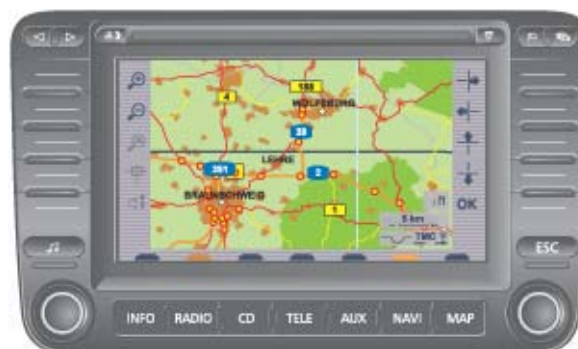 188
4
WOLFSBURG
39
LEHRE
391
2
BRAUNSCHWEIG
1
OK
5 km
TMC
ESC
INFO RADIO CD TELE AUX NAVI MAP